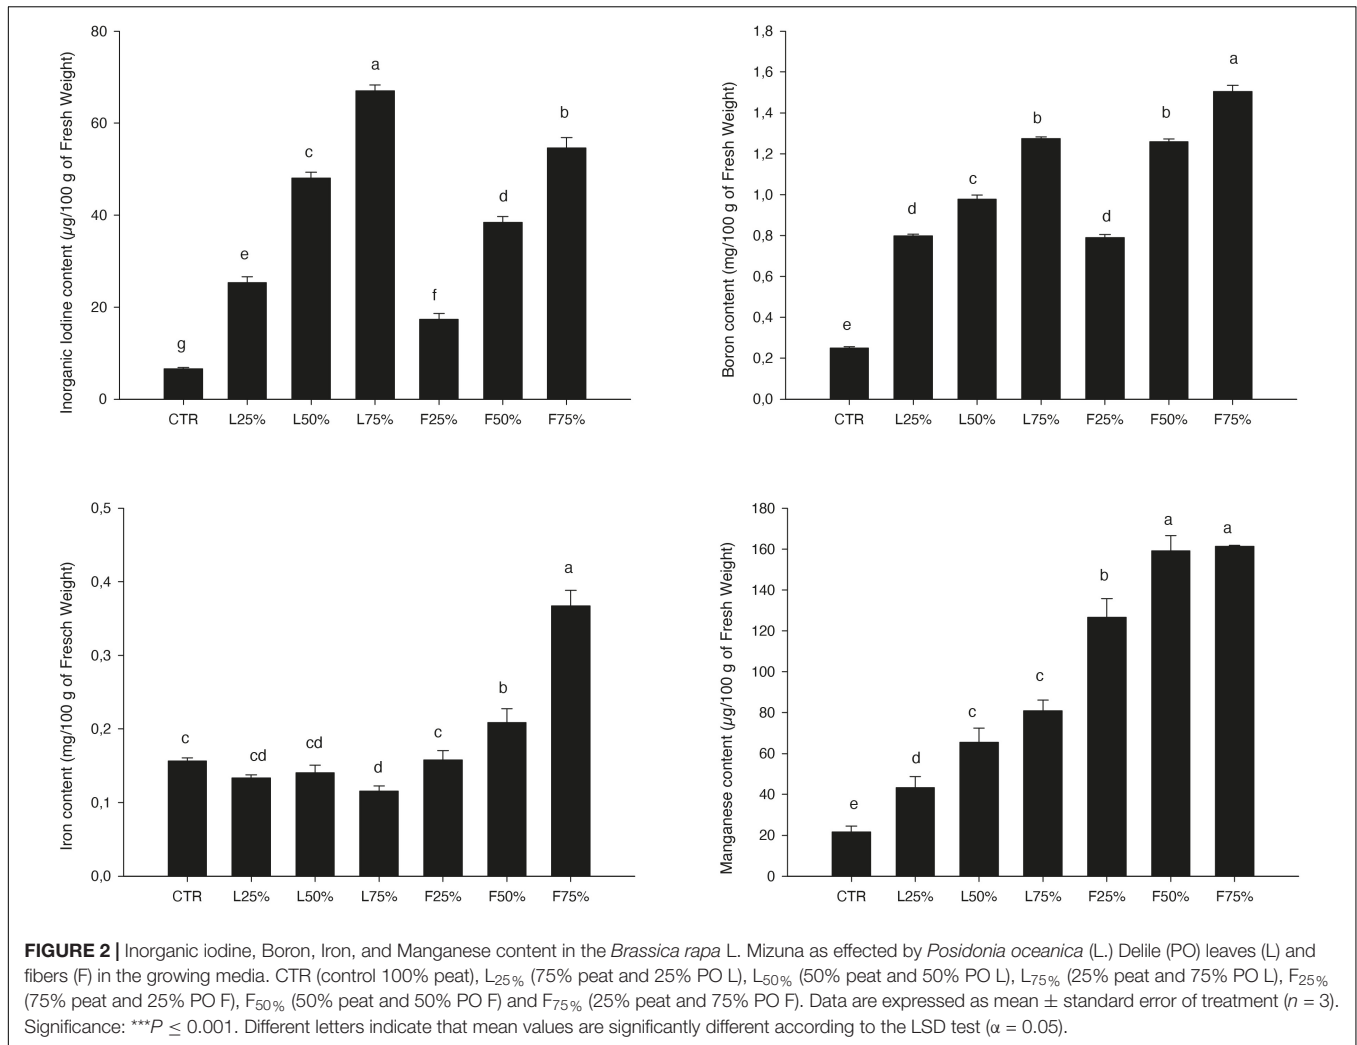 Inorganic Iodine content (µg/100 g of Fresh Weight)
80
60
40
20
0
g
e
c
a
f
d
b
CTR L25% L50% L75% F25% F50% F75%
Boron content (mg/100 g of Fresh Weight)
1,8
1,6
1,4
1,2
1,0
0,8
0,6
0,4
0,2
0,0
e
d
c
b
d
b
a
CTR L25% L50% L75% F25% F50% F75%
Iron content (mg/100 g of Fresch Weight)
0,5
0,4
0,3
0,2
0,1
0,0
c
cd
cd
d
c
b
a
CTR L25% L50% L75% F25% F50% F75%
Manganese content (µg/100 g of Fresh Weight)
180
160
140
120
100
80
60
40
20
0
e
d
c
c
b
a
a
CTR L25% L50% L75% F25% F50% F75%
FIGURE 2 | Inorganic iodine, Boron, Iron, and Manganese content in the Brassica rapa L. Mizuna as effected by Posidonia oceanica (L.) Delile (PO) leaves (L) and
fibers (F) in the growing media. CTR (control 100% peat), L25% (75% peat and 25% PO L), L50% (50% peat and 50% PO L), L75% (25% peat and 75% PO L), F25%
(75% peat and 25% PO F), F50% (50% peat and 50% PO F) and F75% (25% peat and 75% PO F). Data are expressed as mean ± standard error of treatment (n = 3).
Significance: ***P ≤ 0.001. Different letters indicate that mean values are significantly different according to the LSD test (α = 0.05).